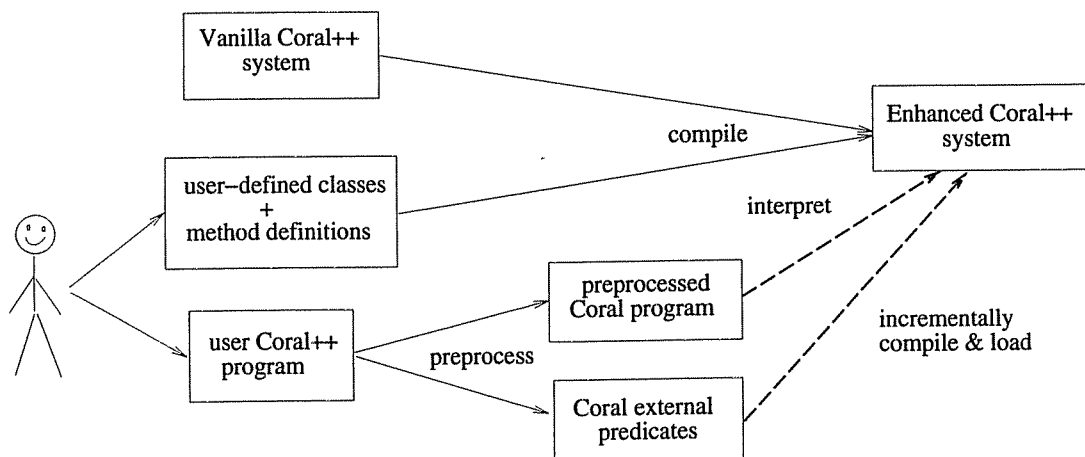 Vanilla Coral++
system
Enhanced Coral++
system
compile
user-defined classes
+
method definitions
interpret
preprocessed
Coral program
user Coral++
program
preprocess
incrementally
compile & load
Coral external
predicates